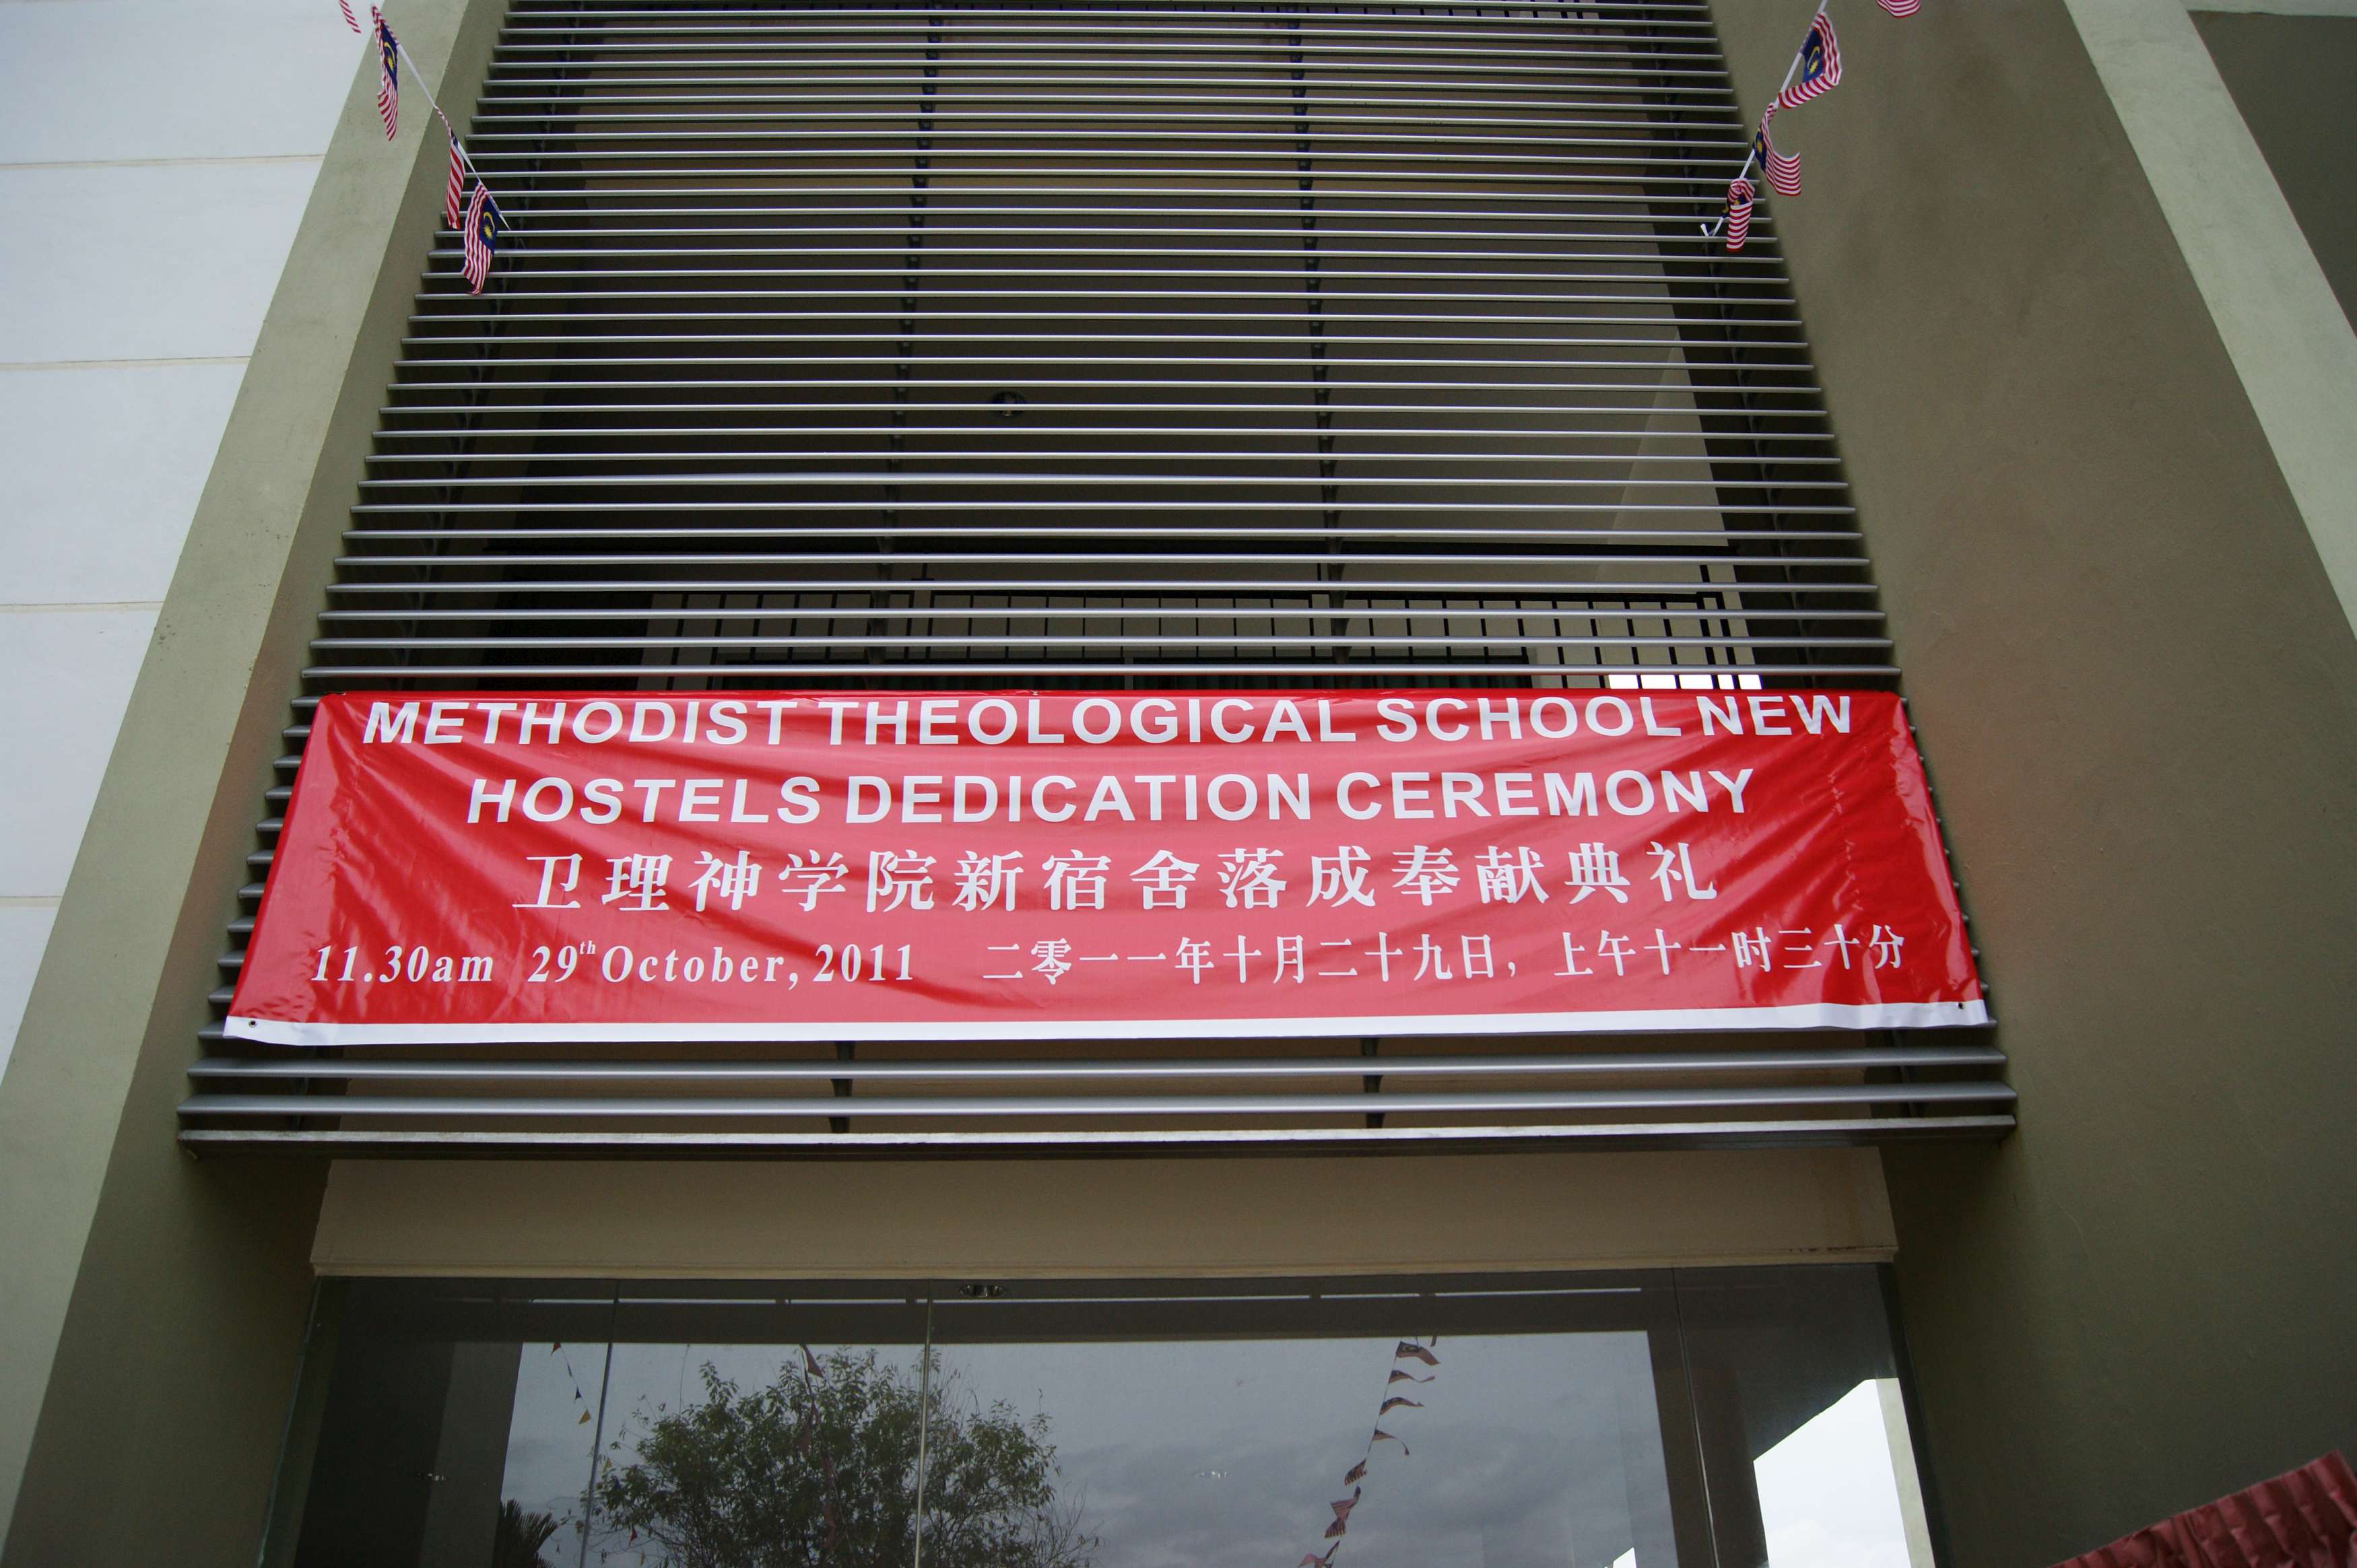 METHODIST THEOLOGICAL SCHOOL NEW
HOSTELS DEDICATION CEREMONY
卫理神学院新宿舍落成奉献典礼
11.30am 29th October, 2011 二零一一年十月二十九日，上午十一时三十分